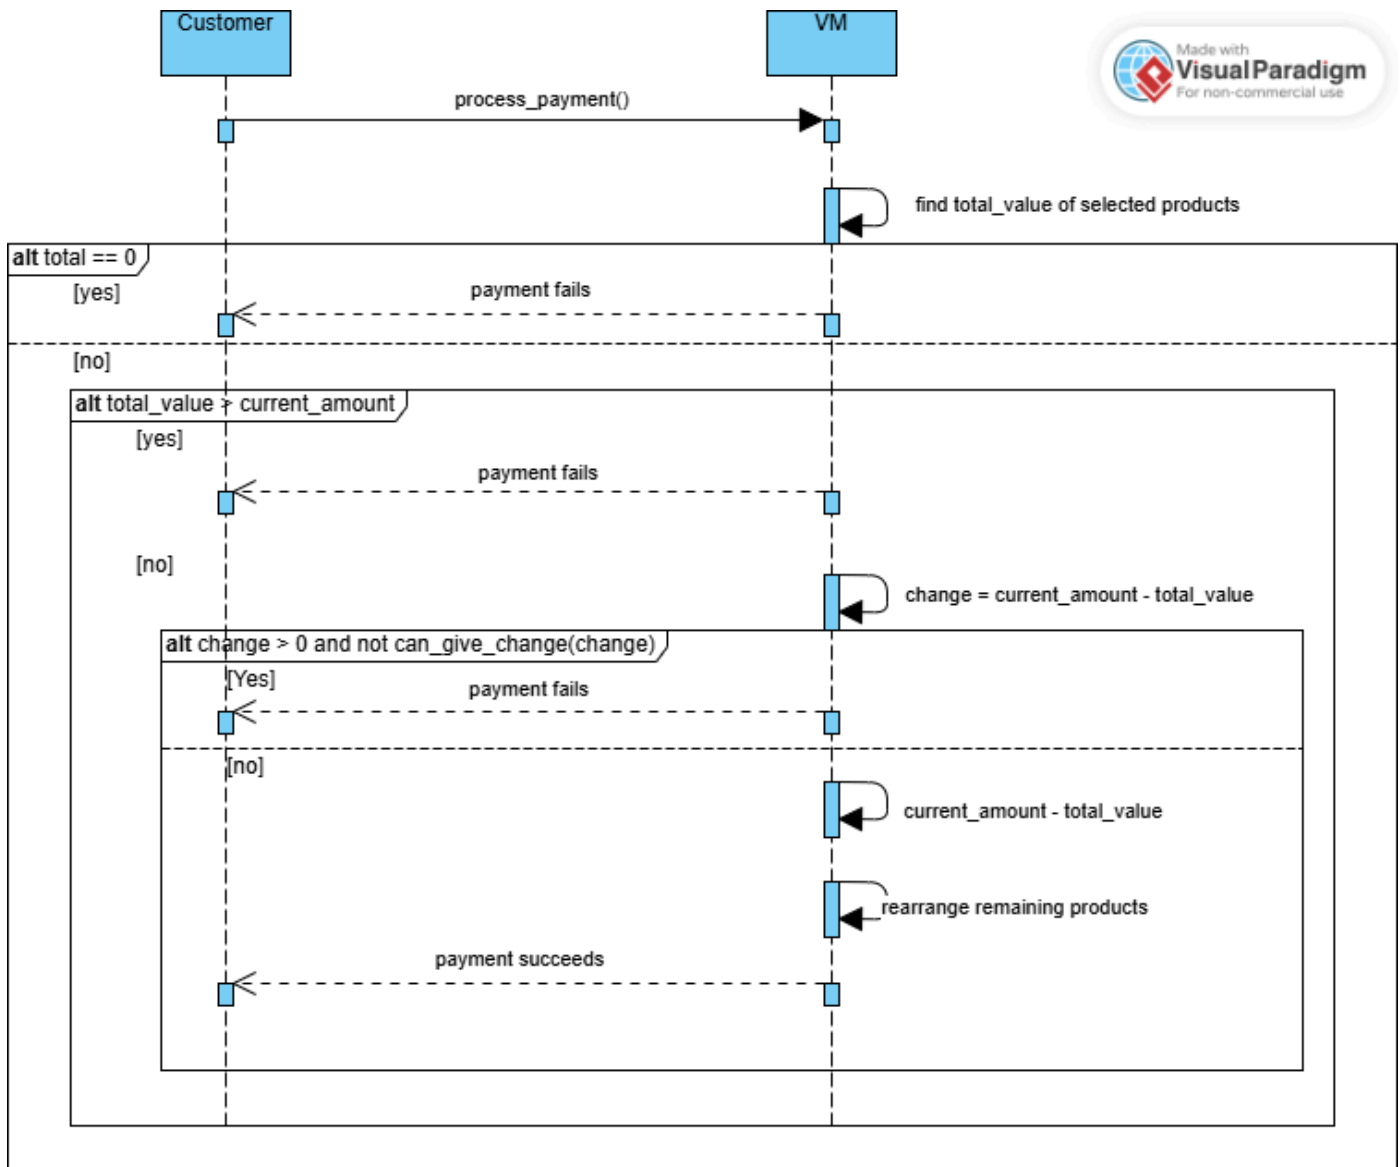 Customer
VM
Made with
Visual Paradigm
For non-commercial use
process_payment()
find total_value of selected products
alt total == 0
[yes]
payment fails
[no]
alt total_value > current_amount
[yes]
payment fails
[no]
change = current_amount - total_value
alt change > 0 and not can_give_change(change)
[Yes]
payment fails
[no]
current_amount - total_value
rearrange remaining products
payment succeeds